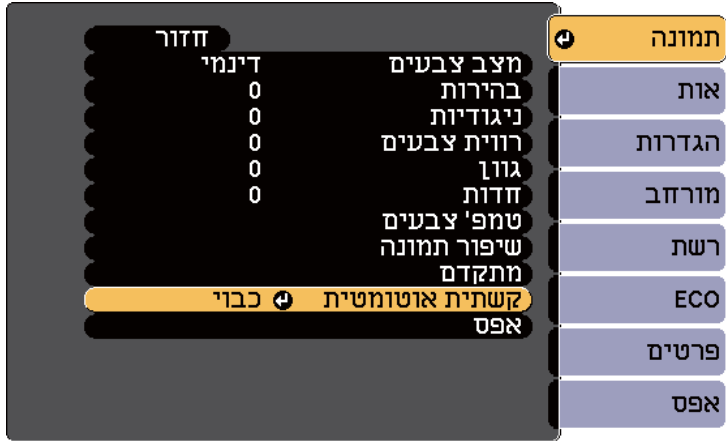 תמונה
אות
הגדרות
מורחב
רשת
ECO
פרטים
אפס
חזור
מצב צבעים דינמי
בהירות 0
ניגודיות 0
רווית צבעים 0
גוון 0
חדות 0
טמפ' צבעים
שיפור תמונה
מתקדם
קשתית אוטומטית כבוי
אפס